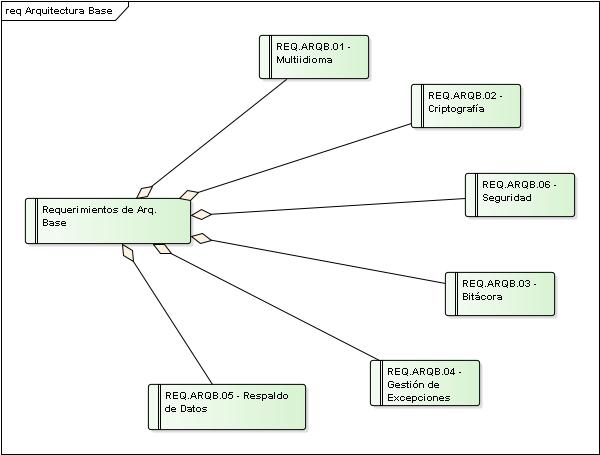 req Arquitectura Base
REQ.ARQB.01 -
Multiidioma
REQ.ARQB.02 -
Criptografía
REQ.ARQB.06 -
Seguridad
Requerimientos de Arq.
Base
REQ.ARQB.03 -
Bitácora
REQ.ARQB.04 -
Gestión de
Excepciones
REQ.ARQB.05 - Respaldo
de Datos